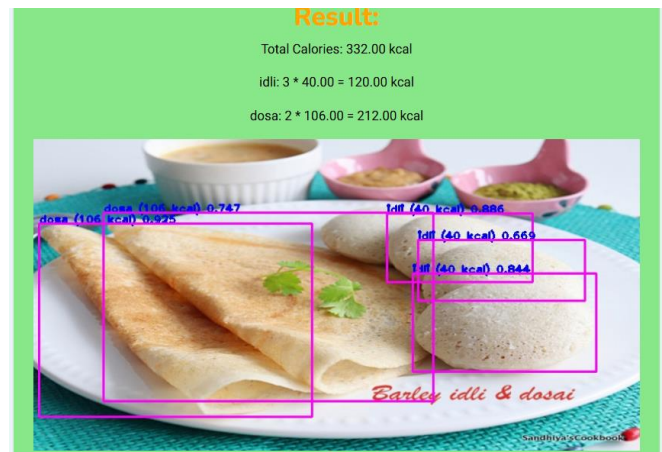 Result:
Total Calories: 332.00 kcal
idli: 3 * 40.00 = 120.00 kcal
dosa: 2 * 106.00 = 212.00 kcal
dosa (106 kcal) 0.747
dosa (106 kcal) 0.925
idli (40 kcal) 0.886
idli (40 kcal) 0.669
idli (40 kcal) 0.844
Barley idli & dosai
Sandhiya'sCookbook